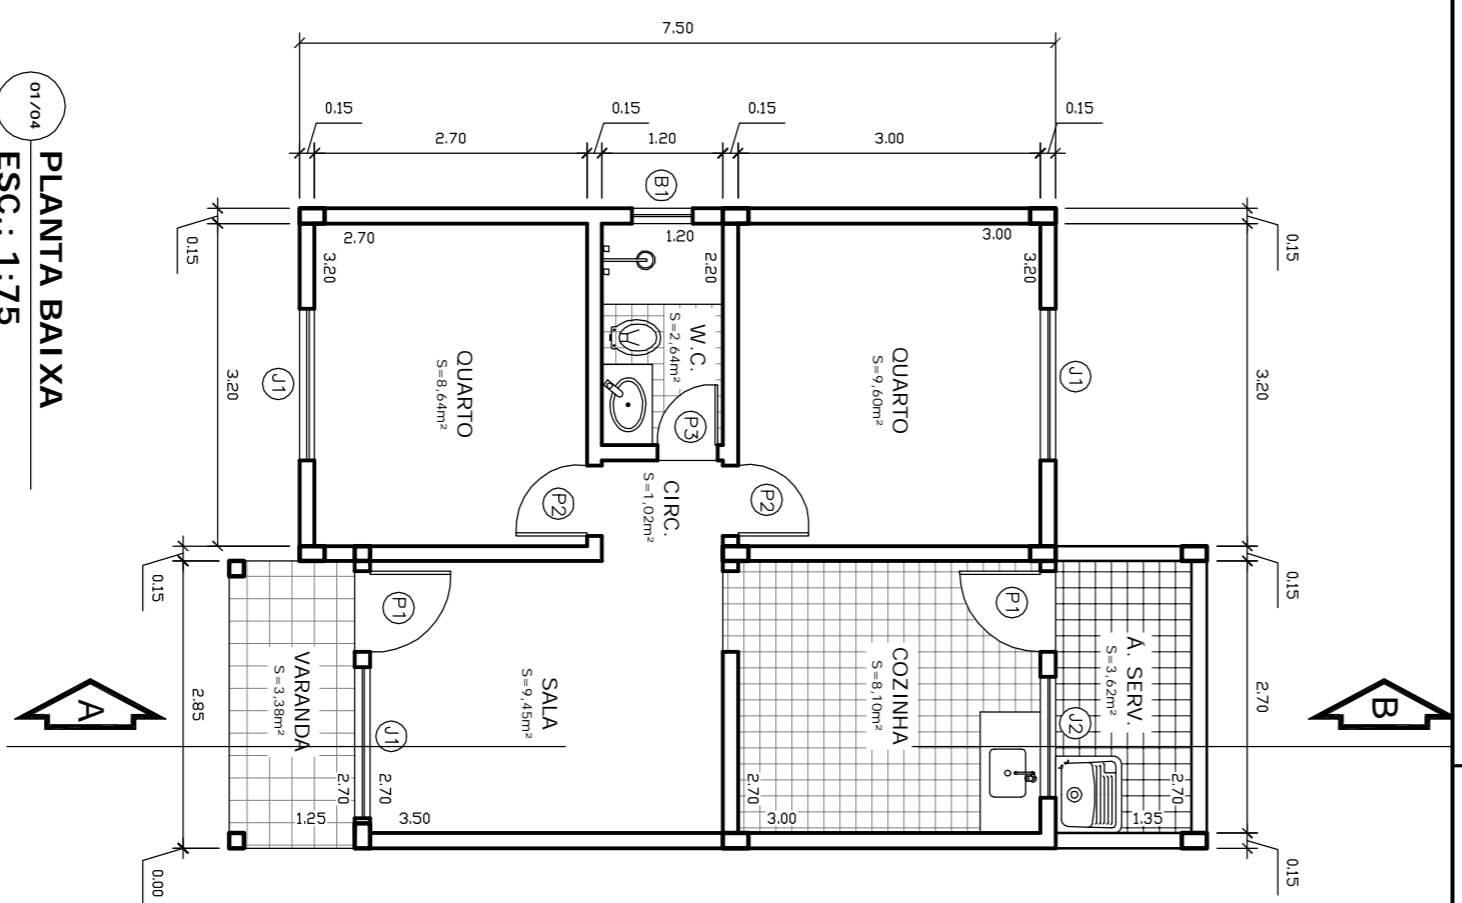 7.50
0.15
0.15
0.15
0.15
2.70
1.20
3.00
01/04
PLANTA BAIXA
ESC.: 1:75
B1
0.15
3.20
0.15
2.85
0.00
2.70
3.20
J1
QUARTO
S=8,64m²
1.20
2.20
W.C.
S=2,64m²
P3
3.00
3.20
QUARTO
S=9,60m²
J1
0.15
3.20
0.15
2.70
0.15
P2
CIRC.
S=1,02m²
P2
P1
VARANDA
S=3,38m²
2.70
1.25
SALA
S=9,45m²
J1
2.70
3.50
P1
COZINHA
S=8,10m²
2.70
3.00
Á. SERV.
S=3,62m²
J2
2.70
1.35
A
B